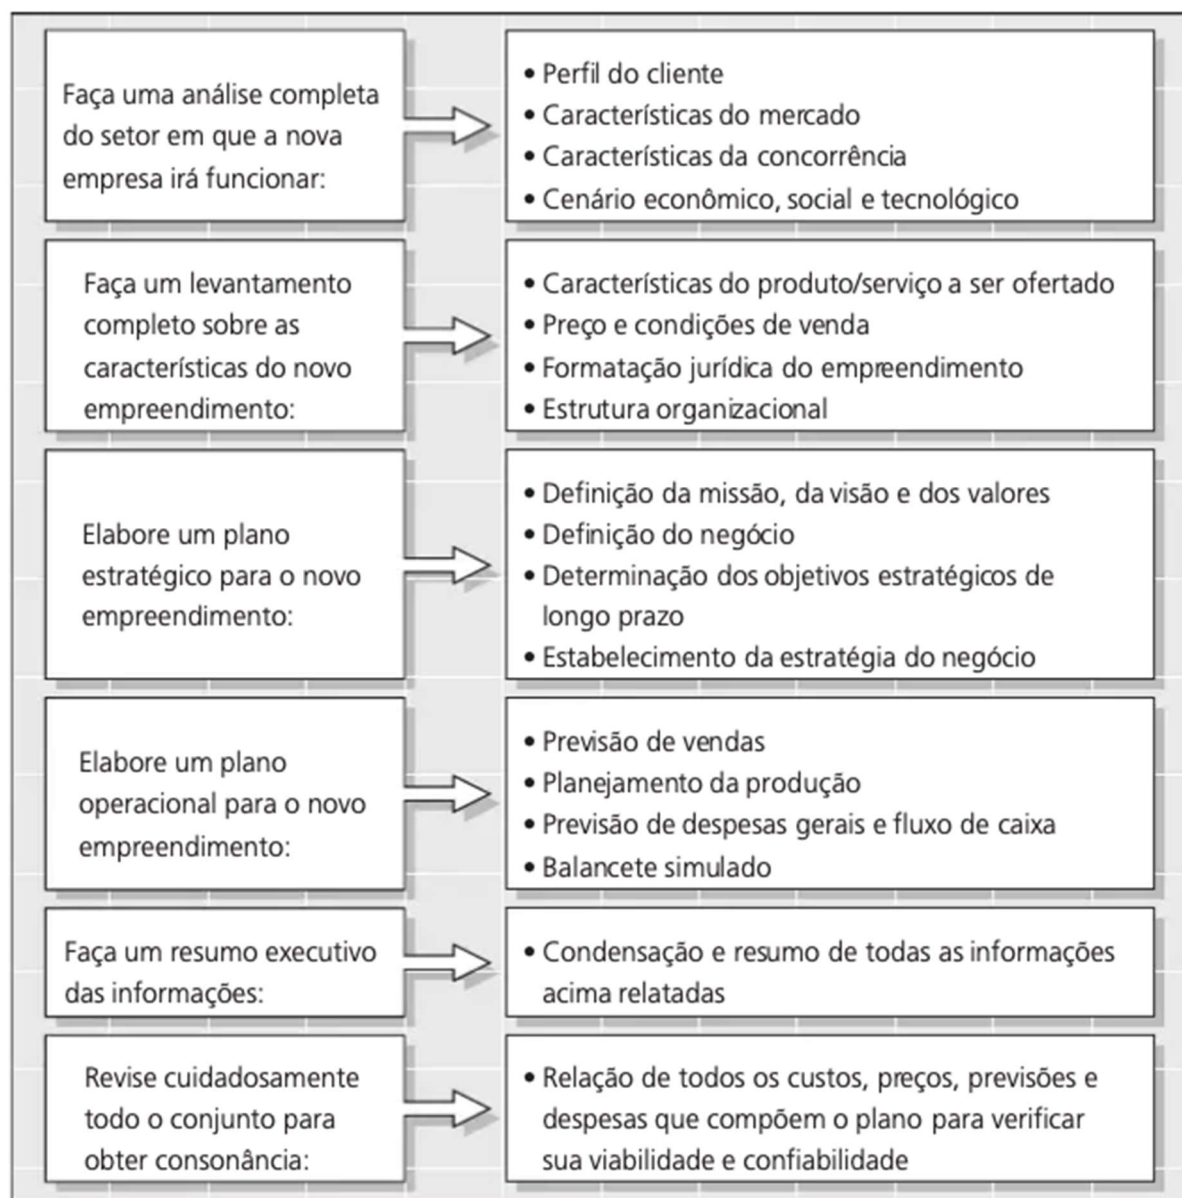 Faça uma análise completa
do setor em que a nova
empresa irá funcionar:
• Perfil do cliente
• Características do mercado
• Características da concorrência
• Cenário econômico, social e tecnológico
Faça um levantamento
completo sobre as
características do novo
empreendimento:
• Características do produto/serviço a ser ofertado
• Preço e condições de venda
• Formatação jurídica do empreendimento
• Estrutura organizacional
Elabore um plano
estratégico para o novo
empreendimento:
• Definição da missão, da visão e dos valores
• Definição do negócio
• Determinação dos objetivos estratégicos de
longo prazo
• Estabelecimento da estratégia do negócio
Elabore um plano
operacional para o novo
empreendimento:
• Previsão de vendas
• Planejamento da produção
• Previsão de despesas gerais e fluxo de caixa
• Balancete simulado
Faça um resumo executivo
das informações:
• Condensação e resumo de todas as informações
acima relatadas
Revise cuidadosamente
todo o conjunto para
obter consonância:
• Relação de todos os custos, preços, previsões e
despesas que compõem o plano para verificar
sua viabilidade e confiabilidade